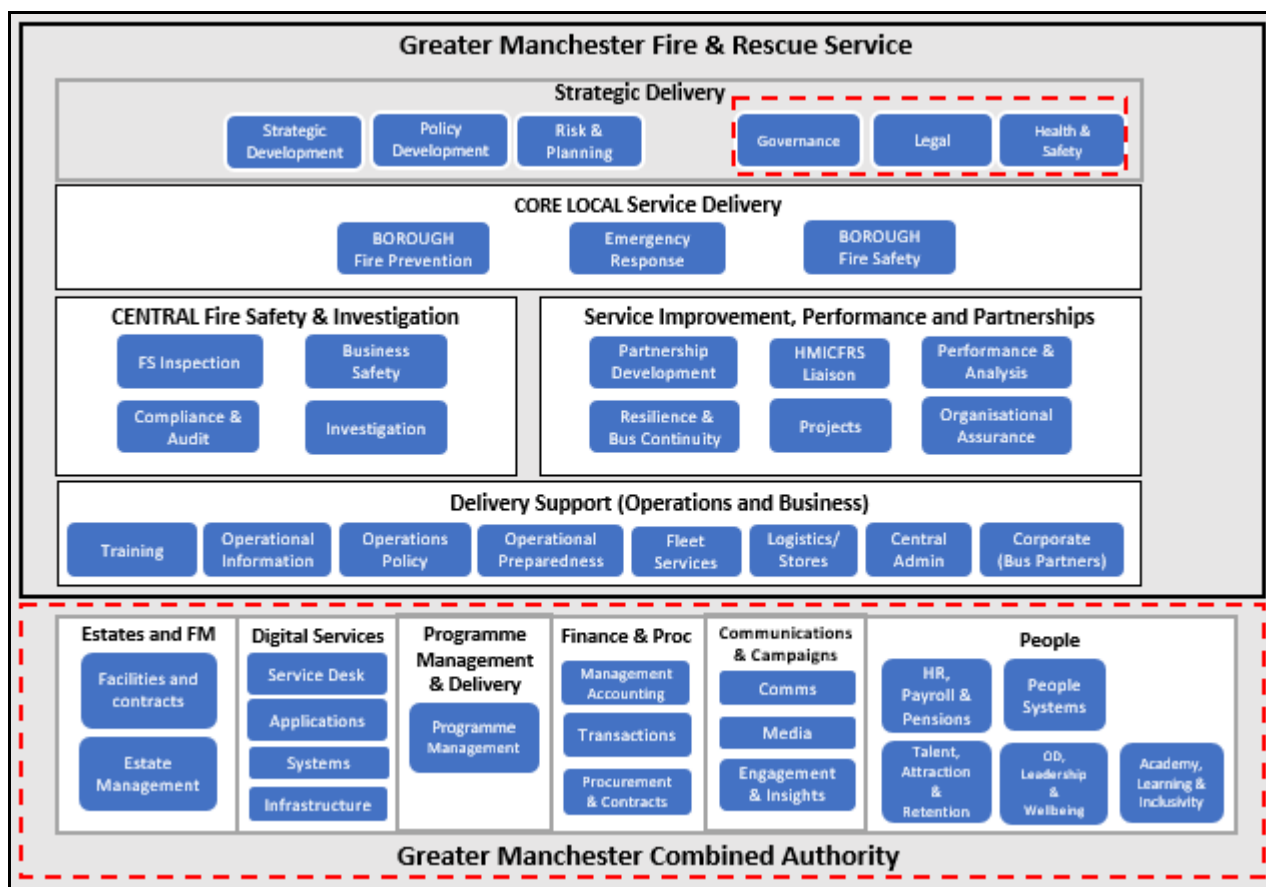 Greater Manchester Fire & Rescue Service
Strategic Delivery
Strategic
Development
Policy
Development
Risk &
Planning
Governance
Legal
Health &
Safety
CORE LOCAL Service Delivery
BOROUGH
Fire Prevention
Emergency
Response
BOROUGH
Fire Safety
CENTRAL Fire Safety & Investigation
FS Inspection
Business
Safety
Compliance &
Audit
Investigation
Service Improvement, Performance and Partnerships
Partnership
Development
HMICFRS
Liaison
Performance &
Analysis
Resilience &
Bus Continuity
Projects
Organisational
Assurance
Delivery Support (Operations and Business)
Training
Operational
Information
Operations
Policy
Operational
Preparedness
Fleet
Services
Logistics/
Stores
Central
Admin
Corporate
(Bus Partners)
Estates and FM
Facilities and
contracts
Estate
Management
Digital Services
Service Desk
Applications
Systems
Infrastructure
Programme
Management
& Delivery
Programme
Management
Finance & Proc
Management
Accounting
Transactions
Procurement
& Contracts
Communications
& Campaigns
Comms
Media
Engagement
& Insights
People
HR,
Payroll &
Pensions
People
Systems
Talent,
Attraction
&
Retention
OD,
Leadership
&
Wellbeing
Academy,
Learning &
Inclusivity
Greater Manchester Combined Authority